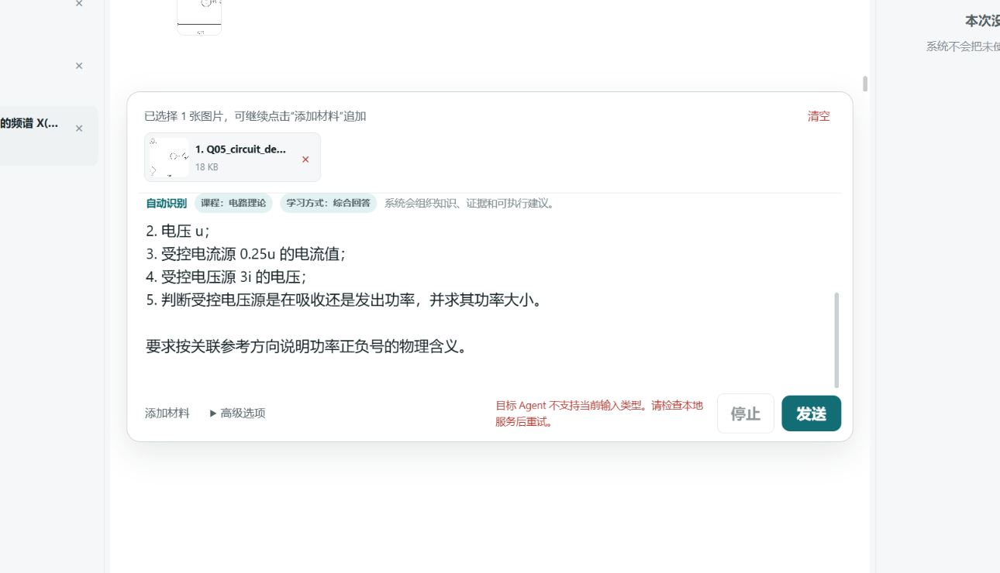 本次没
系统不会把未使
的频谱 X(...
已选择 1 张图片，可继续点击“添加材料”追加
清空
1. Q05_circuit_de...
18 KB
自动识别 课程：电路理论 学习方式：综合回答 系统会组织知识、证据和可执行建议。
2. 电压 u；
3. 受控电流源 0.25u 的电流值；
4. 受控电压源 3i 的电压；
5. 判断受控电压源是在吸收还是发出功率，并求其功率大小。
要求按关联参考方向说明功率正负号的物理含义。
添加材料 ▶ 高级选项
目标 Agent 不支持当前输入类型。请检查本地
服务后重试。
停止
发送